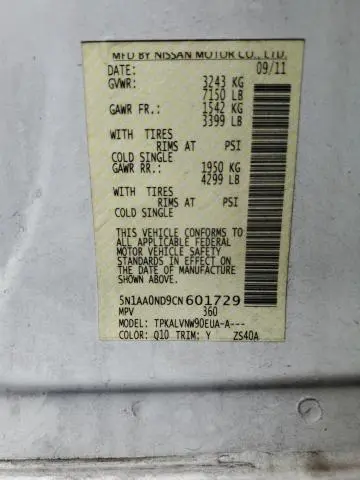 MFD BY NISSAN MOTOR CO., LTD.
DATE: 09/11
GVWR: 3243 KG
7150 LB
GAWR FR.: 1542 KG
3399 LB
WITH TIRES
RIMS AT PSI
COLD SINGLE
GAWR RR.: 1950 KG
4299 LB
WITH TIRES
RIMS AT PSI
COLD SINGLE
THIS VEHICLE CONFORMS TO
ALL APPLICABLE FEDERAL
MOTOR VEHICLE SAFETY
STANDARDS IN EFFECT ON
THE DATE OF MANUFACTURE
SHOWN ABOVE.
5N1AA0ND9CN601729
MPV 360
MODEL: TPKALVNW90EUA-A---
COLOR: Q10 TRIM: Y ZS40A